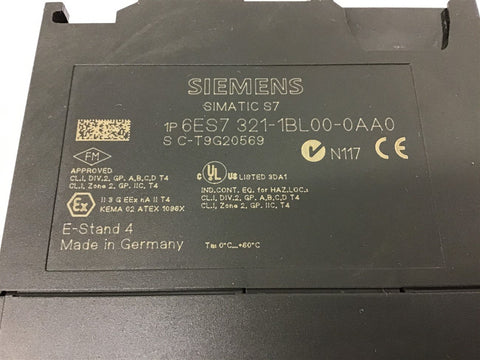 SIEMENS
SIMATIC S7
1P 6ES7 321-1BL00-0AA0
S C-T9G20569
FM
APPROVED
CL.I, DIV.2, GP. A,B,C,D T4
CL.I, Zone 2, GP. IIC, T4
Ex II 3 G EEx nA II T4
KEMA 02 ATEX 1096X
E-Stand 4
Made in Germany
N117
C UL US LISTED 3DA1
IND.CONT. EQ. for HAZ.LOC.
CL.I, DIV.2, GP. A,B,C,D T4
CL.I, Zone 2, GP. IIC, T4
Ta: 0°C...+60°C